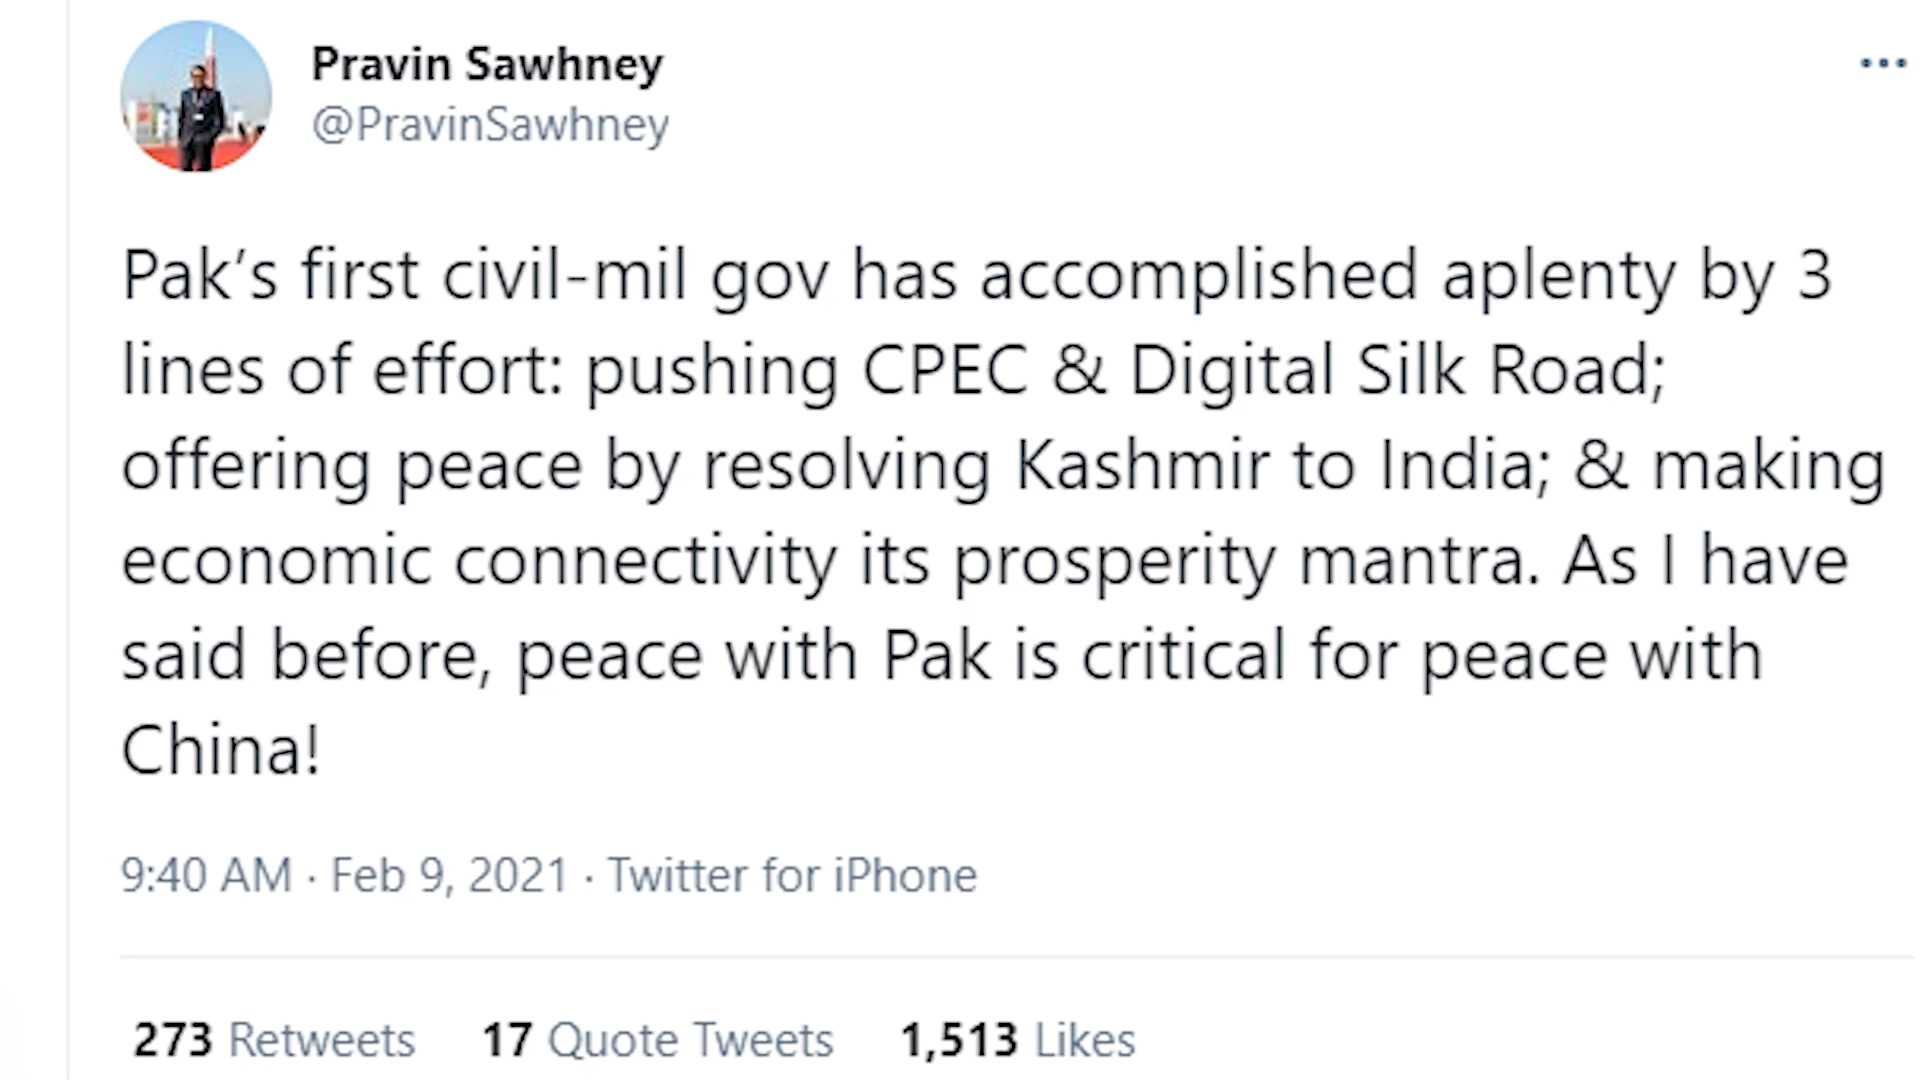 Pravin Sawhney
@PravinSawhney
Pak’s first civil-mil gov has accomplished aplenty by 3
lines of effort: pushing CPEC & Digital Silk Road;
offering peace by resolving Kashmir to India; & making
economic connectivity its prosperity mantra. As I have
said before, peace with Pak is critical for peace with
China!
9:40 AM · Feb 9, 2021 · Twitter for iPhone
273 Retweets 17 Quote Tweets 1,513 Likes